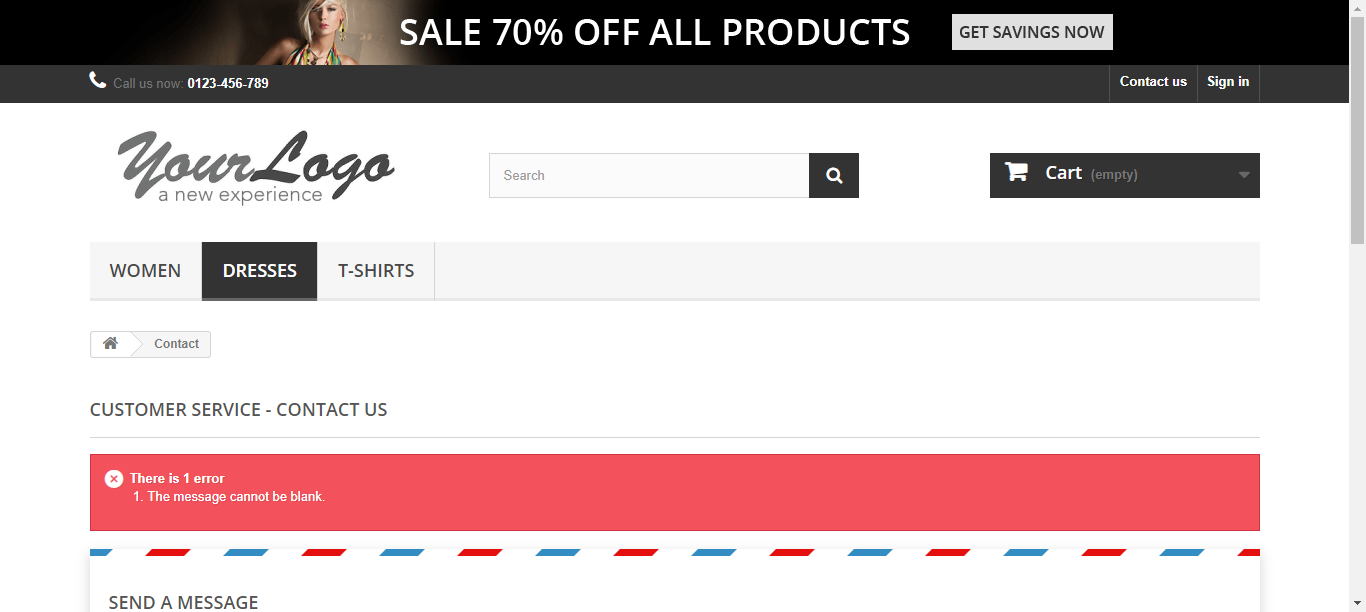 SALE 70% OFF ALL PRODUCTS GET SAVINGS NOW
Call us now: 0123-456-789 Contact us Sign in
YourLogo
a new experience
Search
Cart (empty)
WOMEN DRESSES T-SHIRTS
Contact
CUSTOMER SERVICE - CONTACT US
There is 1 error
1. The message cannot be blank.
SEND A MESSAGE